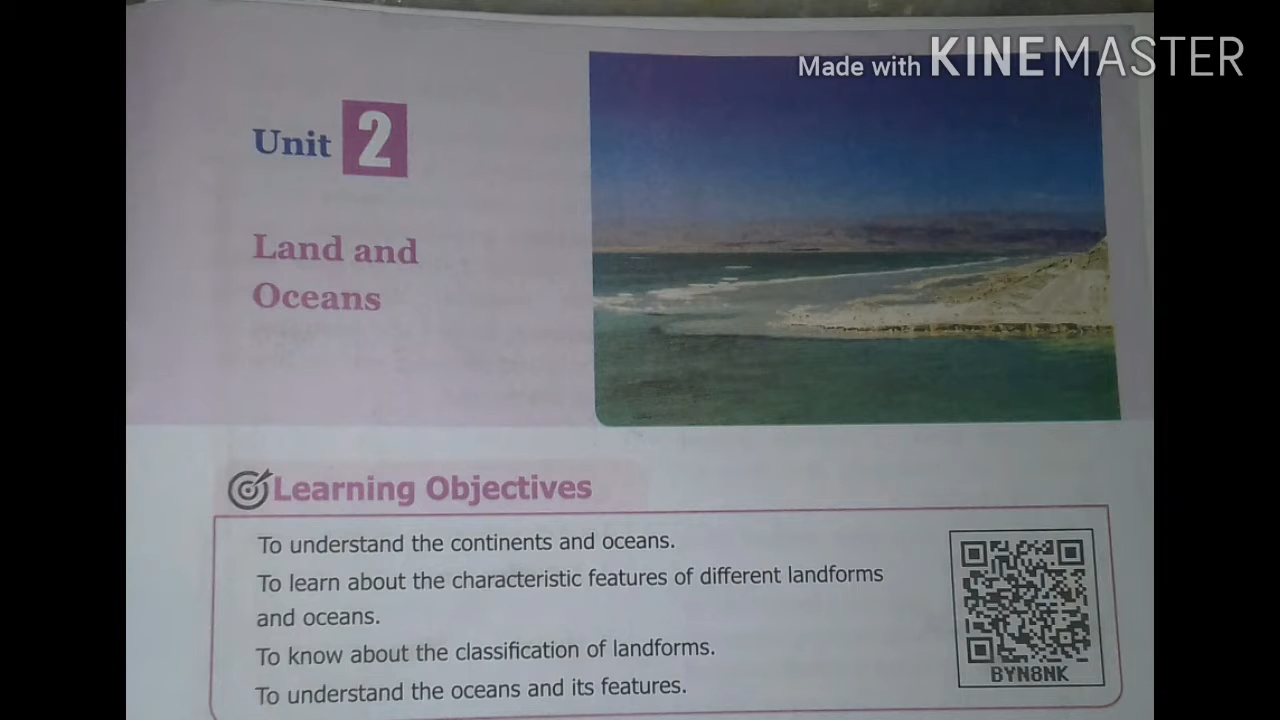 Made with KINEMASTER
Unit 2
Land and
Oceans
Learning Objectives
To understand the continents and oceans.
To learn about the characteristic features of different landforms
and oceans.
To know about the classification of landforms.
To understand the oceans and its features.
BYN8NK